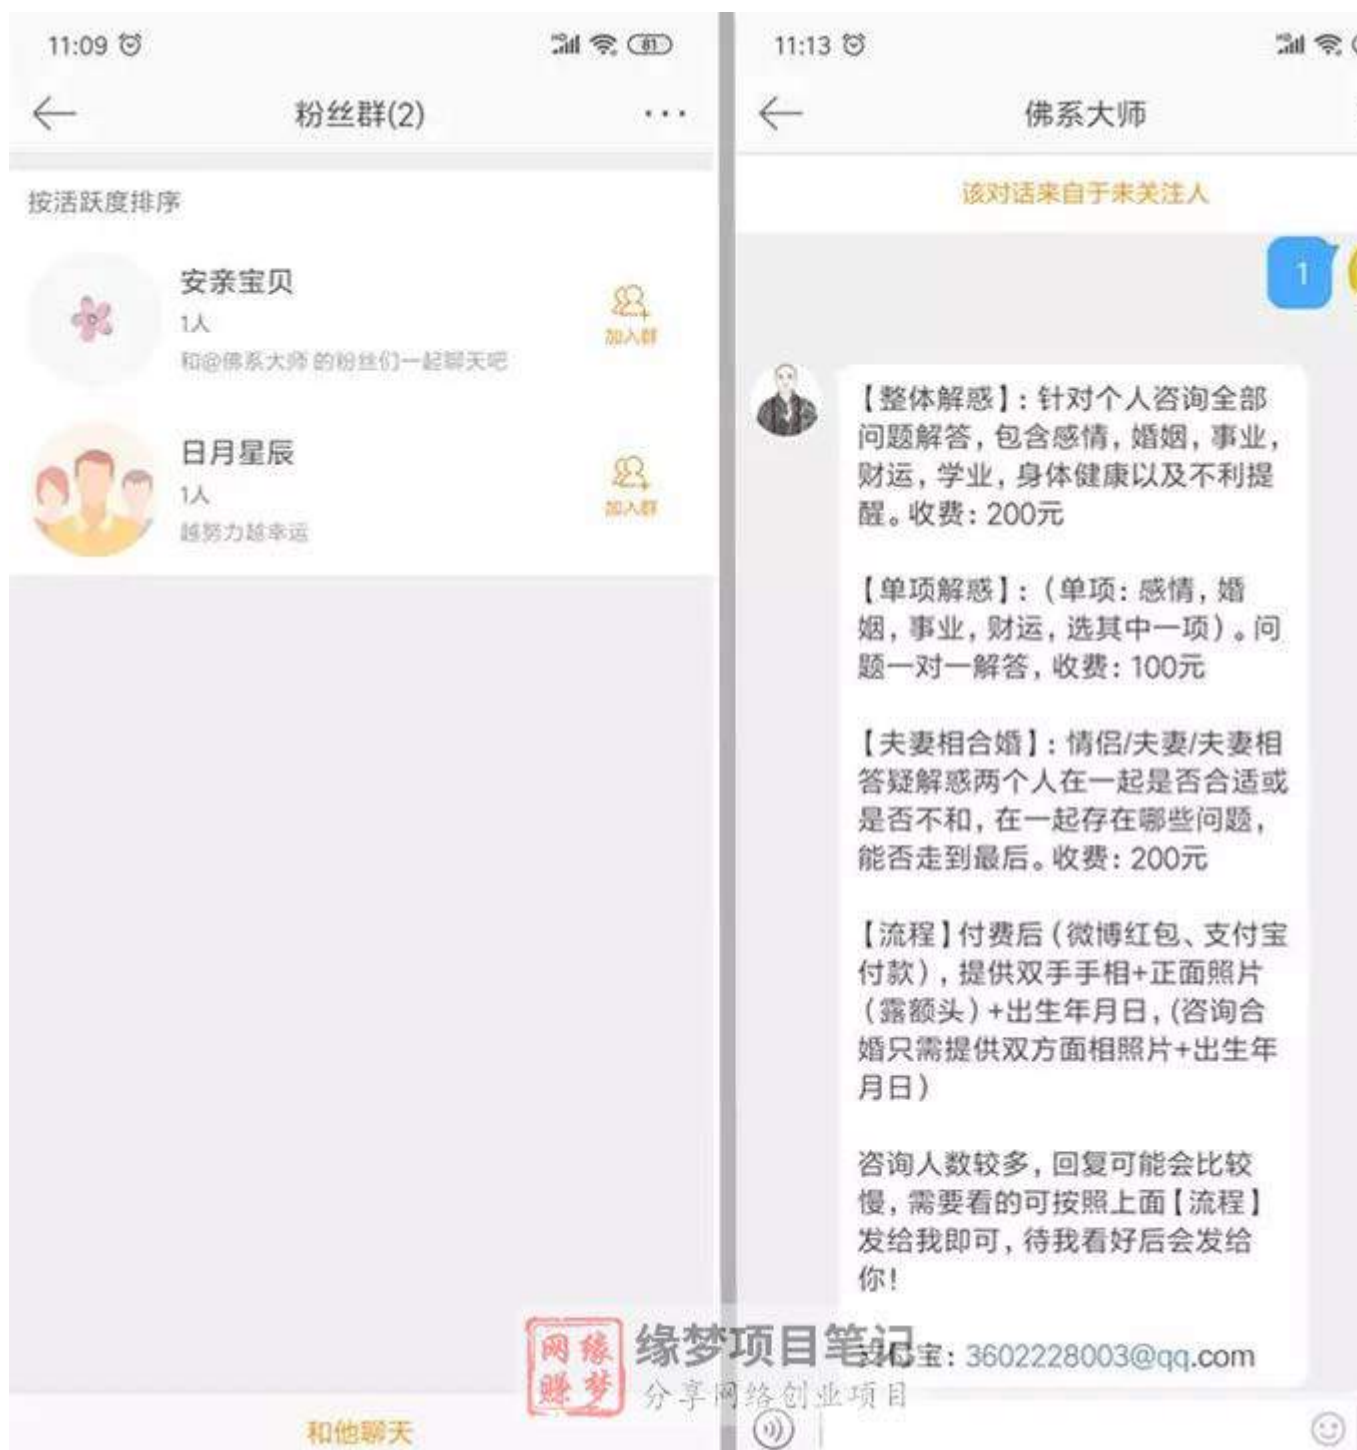 11:09
81
粉丝群(2)
按活跃度排序
安亲宝贝
1人
和@佛系大师 的粉丝们一起聊天吧
加入群
日月星辰
1人
越努力越幸运
加入群
和他聊天
11:13
佛系大师
该对话来自于未关注人
1
【整体解惑】: 针对个人咨询全部
问题解答, 包含感情, 婚姻, 事业,
财运, 学业, 身体健康以及不利提
醒。收费: 200元
【单项解惑】: (单项: 感情, 婚
姻, 事业, 财运, 选其中一项) 。问
题一对一解答, 收费: 100元
【夫妻相合婚】: 情侣/夫妻/夫妻相
答疑解惑两个人在一起是否合适或
是否不和, 在一起存在哪些问题,
能否走到最后。收费: 200元
【流程】付费后 (微博红包、支付宝
付款) , 提供双手手相+正面照片
(露额头) +出生年月日, (咨询合
婚只需提供双方面相照片+出生年
月日)
咨询人数较多, 回复可能会比较
慢, 需要看的可按照上面【流程】
发给我即可, 待我看好后会发给
你!
宝: 3602228003@qq.com
网缘
赚梦
缘梦项目笔记
分享网络创业项目